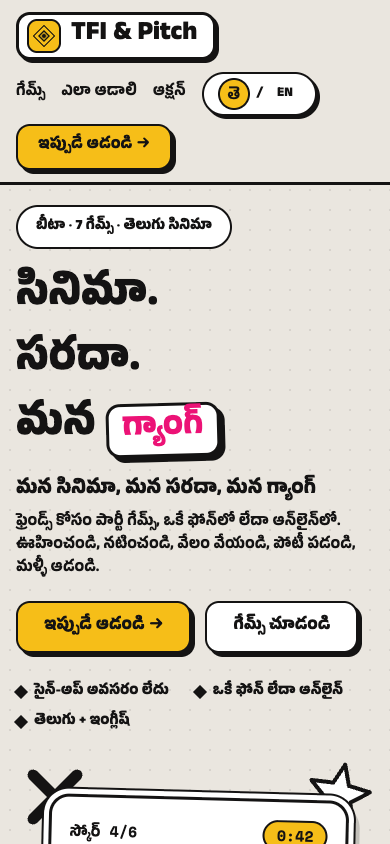 TFI & Pitch
గేమ్స్ ఎలా ఆడాలి ఆక్షన్ తె / EN
ఇప్పుడే ఆడండి →
బీటా · 7 గేమ్స్ · తెలుగు సినిమా
సినిమా.
సరదా.
మన గ్యాంగ్
మన సినిమా, మన సరదా, మన గ్యాంగ్
ఫ్రెండ్స్ కోసం పార్టీ గేమ్స్, ఒకే ఫోన్‌లో లేదా ఆన్‌లైన్‌లో.
ఊహించండి, నటించండి, వేలం వేయండి, పోటీ పడండి,
మళ్ళీ ఆడండి.
ఇప్పుడే ఆడండి → గేమ్స్ చూడండి
◆ సైన్-అప్ అవసరం లేదు ◆ ఒకే ఫోన్ లేదా ఆన్‌లైన్
◆ తెలుగు + ఇంగ్లీష్
స్కోర్ 4/6 0:42